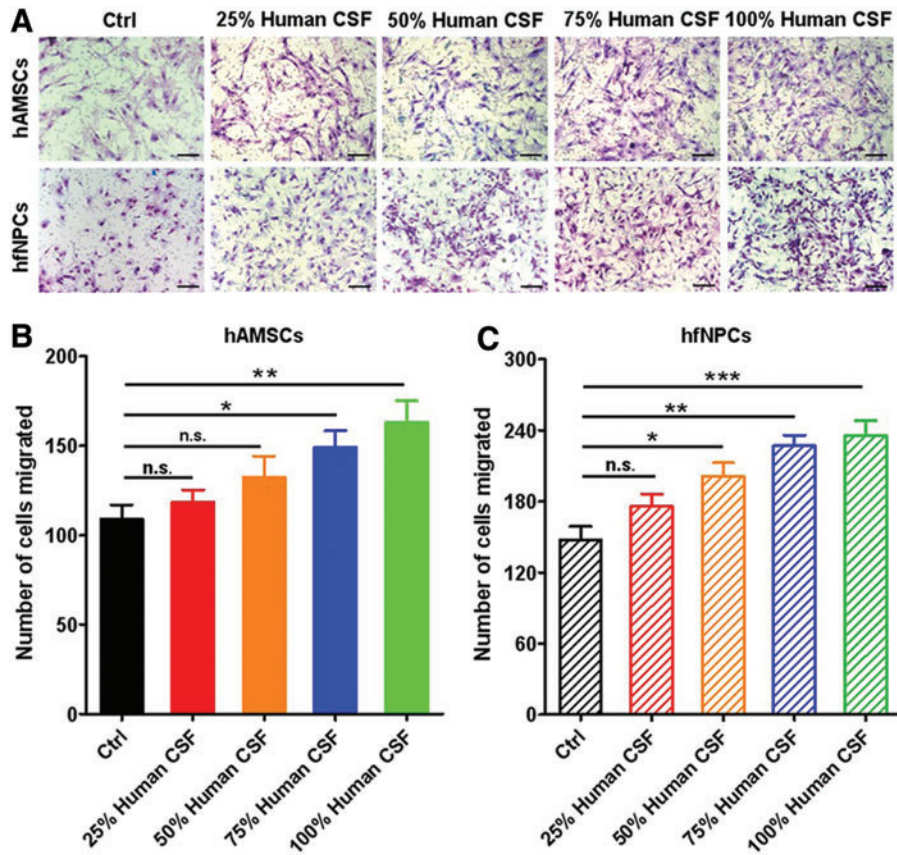 A
Ctrl
25% Human CSF
50% Human CSF
75% Human CSF
100% Human CSF
hAMSCs
hfNPCs
B
hAMSCs
Number of cells migrated
200
150
100
50
0
**
*
n.s.
n.s.
Ctrl
25% Human CSF
50% Human CSF
75% Human CSF
100% Human CSF
C
hfNPCs
Number of cells migrated
300
240
180
120
60
0
***
**
*
n.s.
Ctrl
25% Human CSF
50% Human CSF
75% Human CSF
100% Human CSF